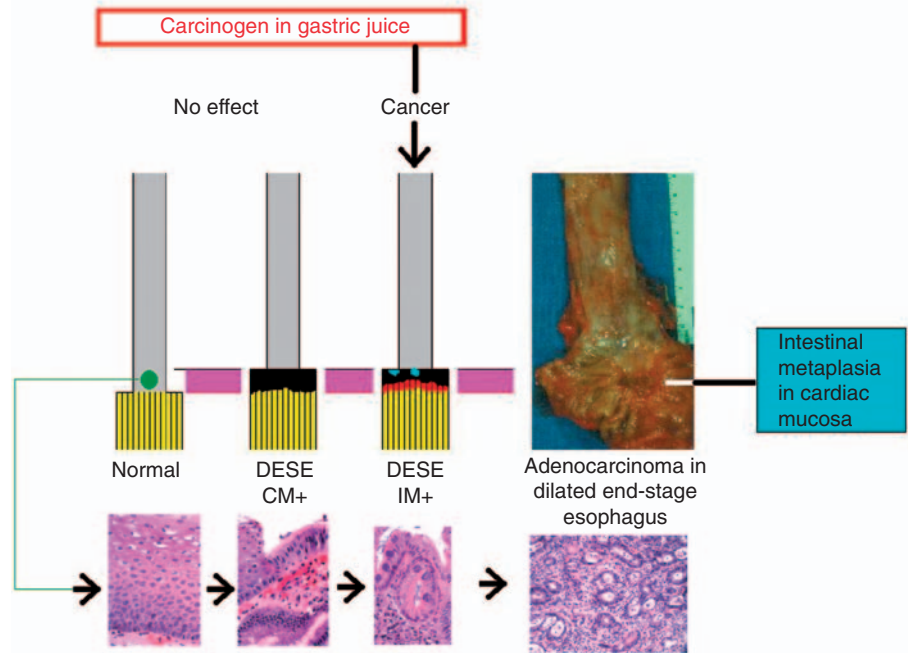 Carcinogen in gastric juice
No effect
Cancer
Intestinal
metaplasia
in cardiac
mucosa
Normal
DESE
CM+
DESE
IM+
Adenocarcinoma in
dilated end-stage
esophagus